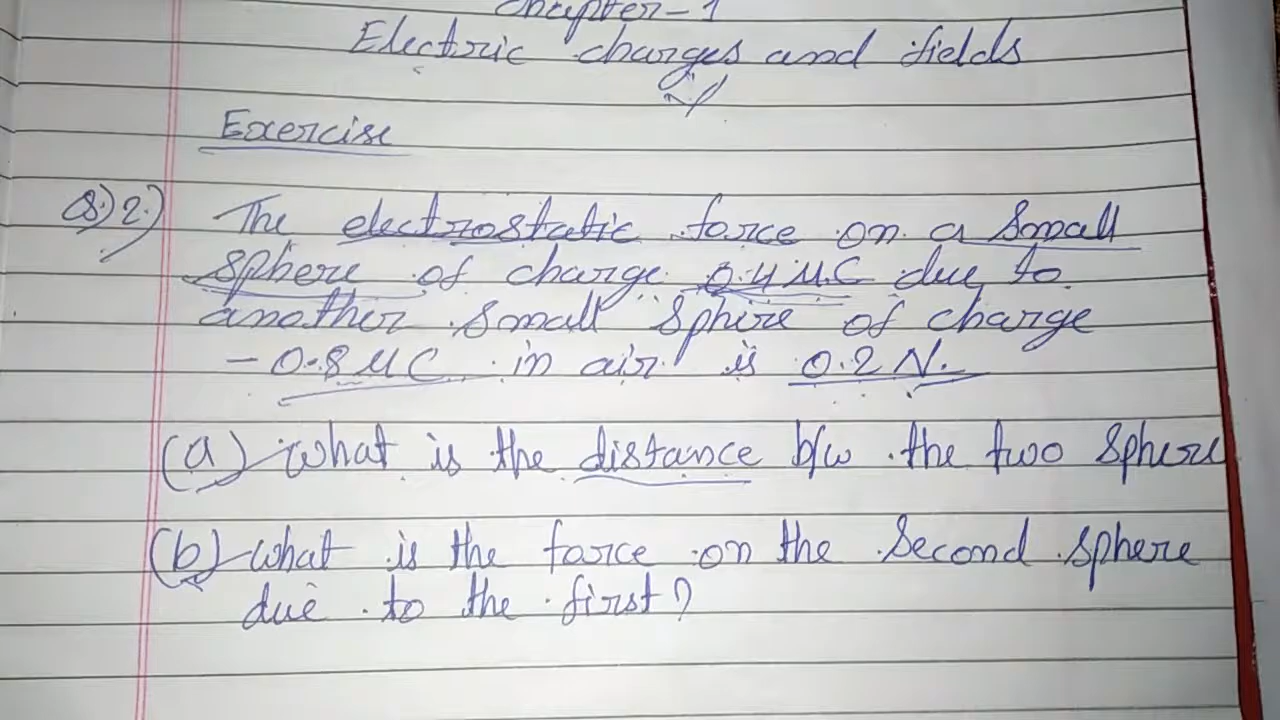 Chapter-1
Electric charges and fields
Exercise
Q.) 2.) The electrostatic force on a small
sphere of charge 0.4 μC due to
another small sphere of charge
- 0.8 μC in air is 0.2 N.
(a) what is the distance b/w the two sphere
(b) what is the force on the second sphere
due to the first?